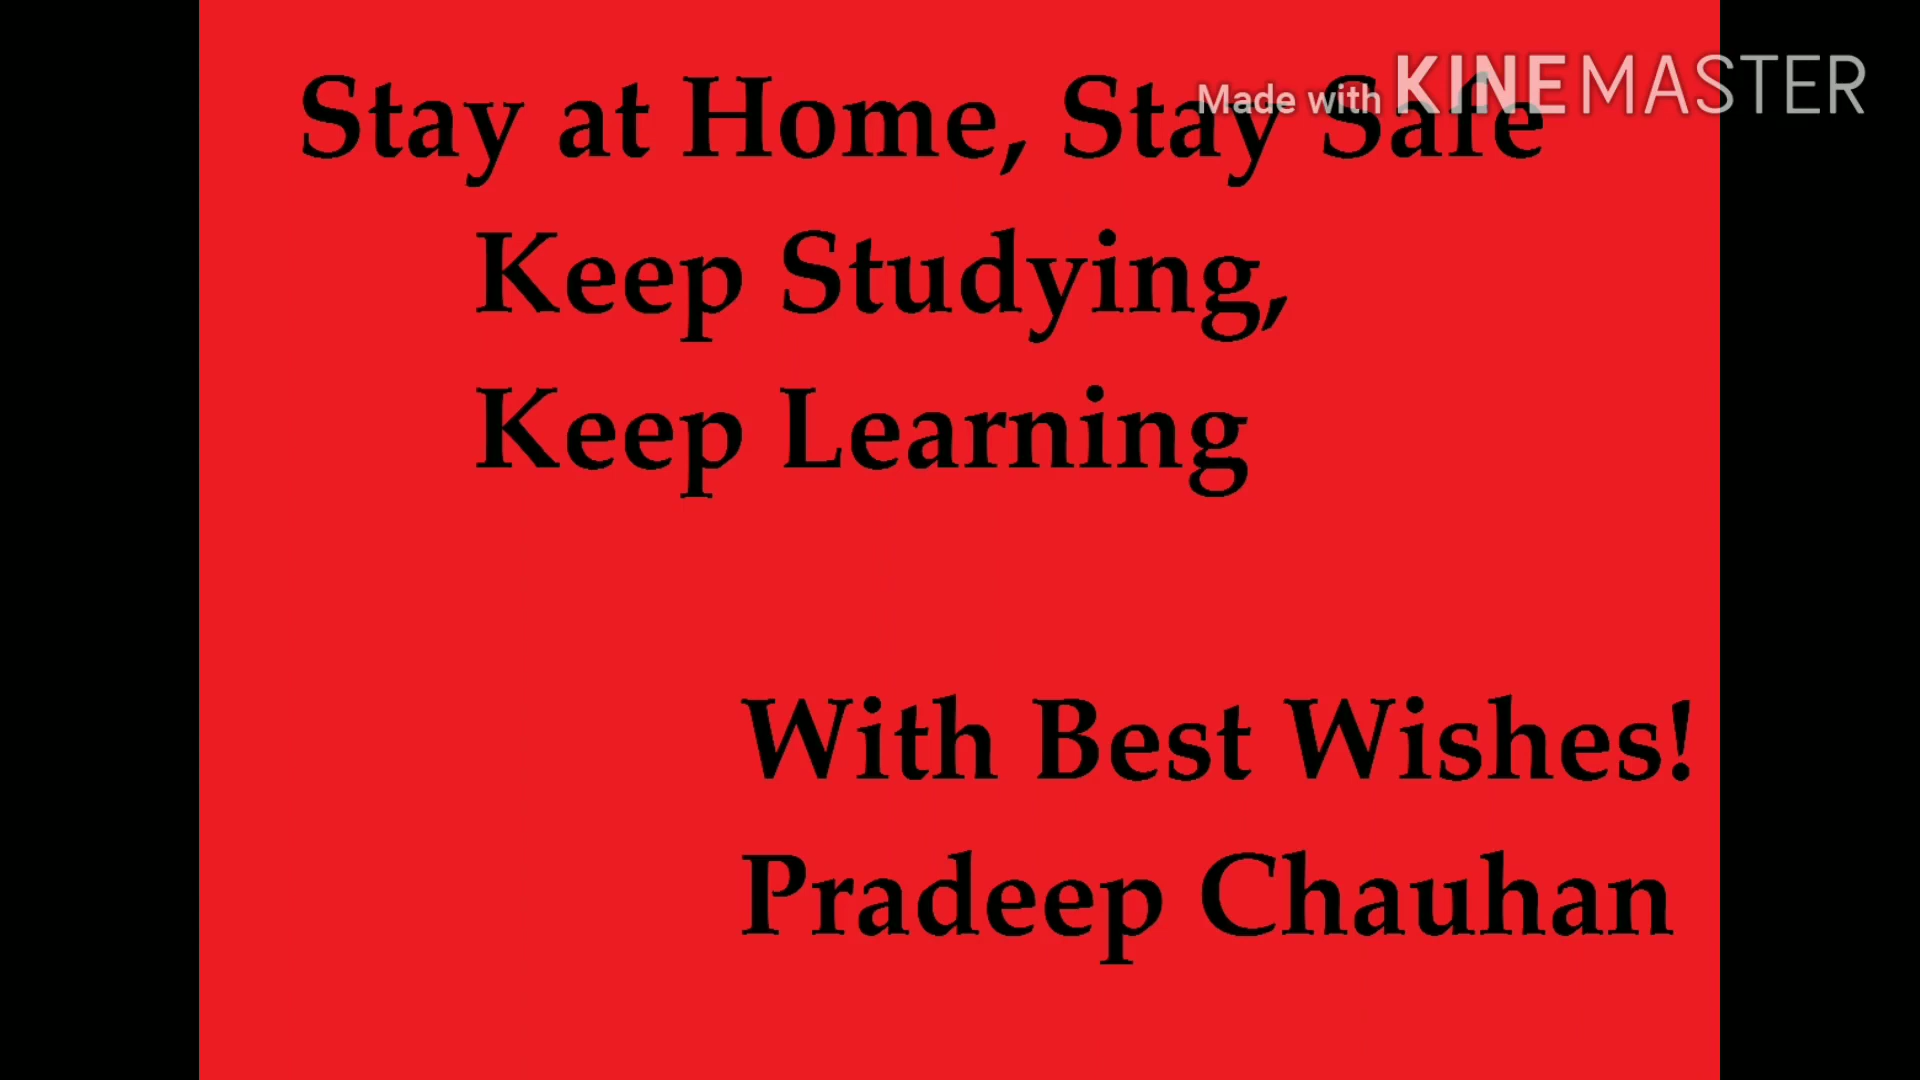 Stay at Home, Stay Safe
Made with KINEMASTER
Keep Studying,
Keep Learning
With Best Wishes!
Pradeep Chauhan